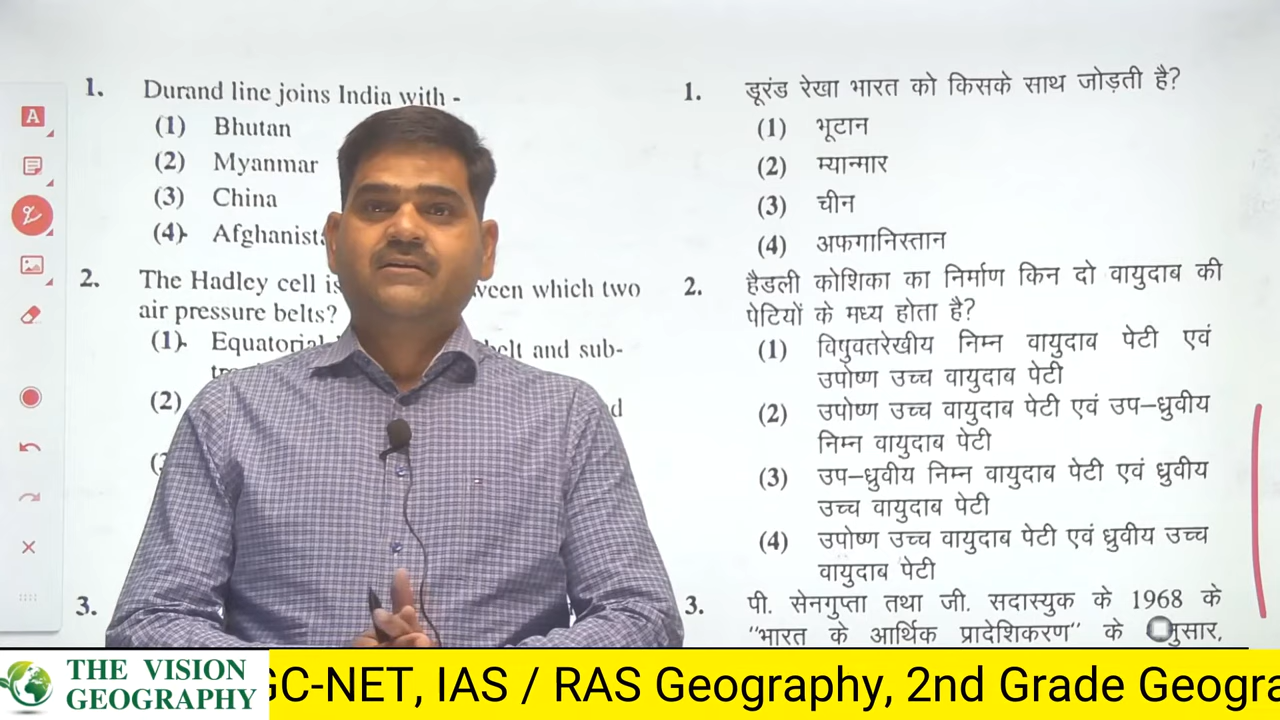 1. Durand line joins India with -
(1) Bhutan
(2) Myanmar
(3) China
(4) Afghanist
2. The Hadley cell is ween which two
air pressure belts?
(1) Equatorial belt and sub-
(2)
3.
1. डूरंड रेखा भारत को किसके साथ जोड़ती है?
(1) भूटान
(2) म्यान्मार
(3) चीन
(4) अफगानिस्तान
2. हैडली कोशिका का निर्माण किन दो वायुदाब की
पेटियों के मध्य होता है?
(1) विषुवतरेखीय निम्न वायुदाब पेटी एवं
उपोष्ण उच्च वायुदाब पेटी
(2) उपोष्ण उच्च वायुदाब पेटी एवं उप–ध्रुवीय
निम्न वायुदाब पेटी
(3) उप–ध्रुवीय निम्न वायुदाब पेटी एवं ध्रुवीय
उच्च वायुदाब पेटी
(4) उपोष्ण उच्च वायुदाब पेटी एवं ध्रुवीय उच्च
वायुदाब पेटी
3. पी. सेनगुप्ता तथा जी. सदास्युक के 1968 के
"भारत के आर्थिक प्रादेशिकरण" के नुसार,
THE VISION
GEOGRAPHY
GC-NET, IAS / RAS Geography, 2nd Grade Geogra